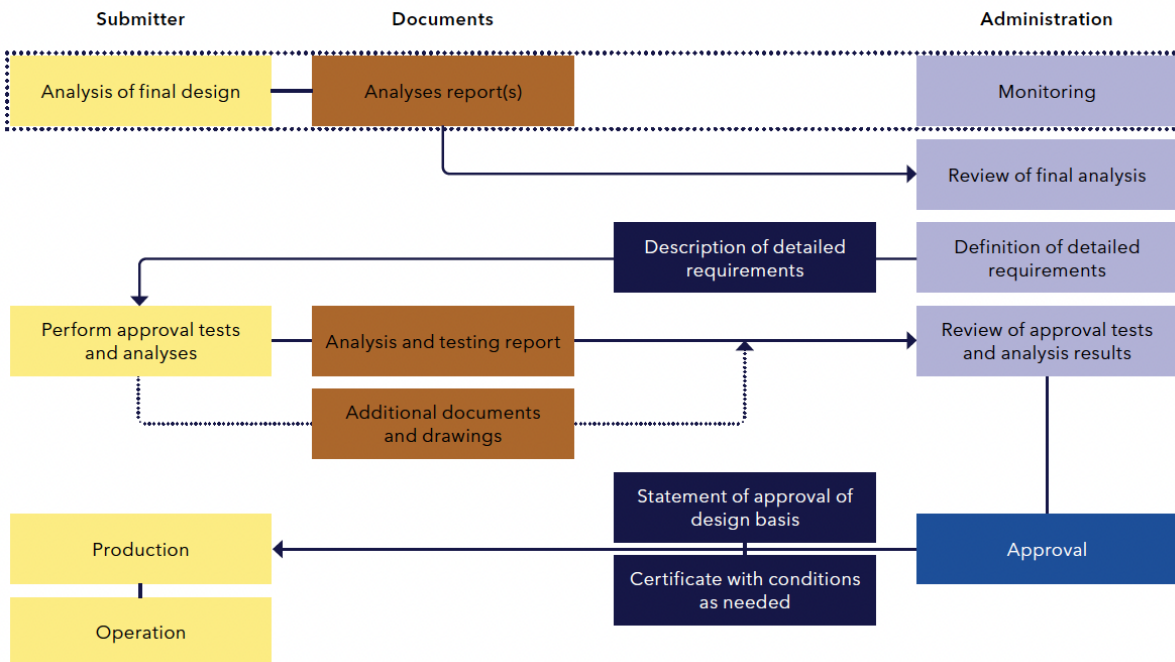 Submitter
Documents
Administration
Analysis of final design
Analyses report(s)
Monitoring
Review of final analysis
Description of detailed
requirements
Definition of detailed
requirements
Perform approval tests
and analyses
Analysis and testing report
Review of approval tests
and analysis results
Additional documents
and drawings
Statement of approval of
design basis
Production
Approval
Certificate with conditions
as needed
Operation